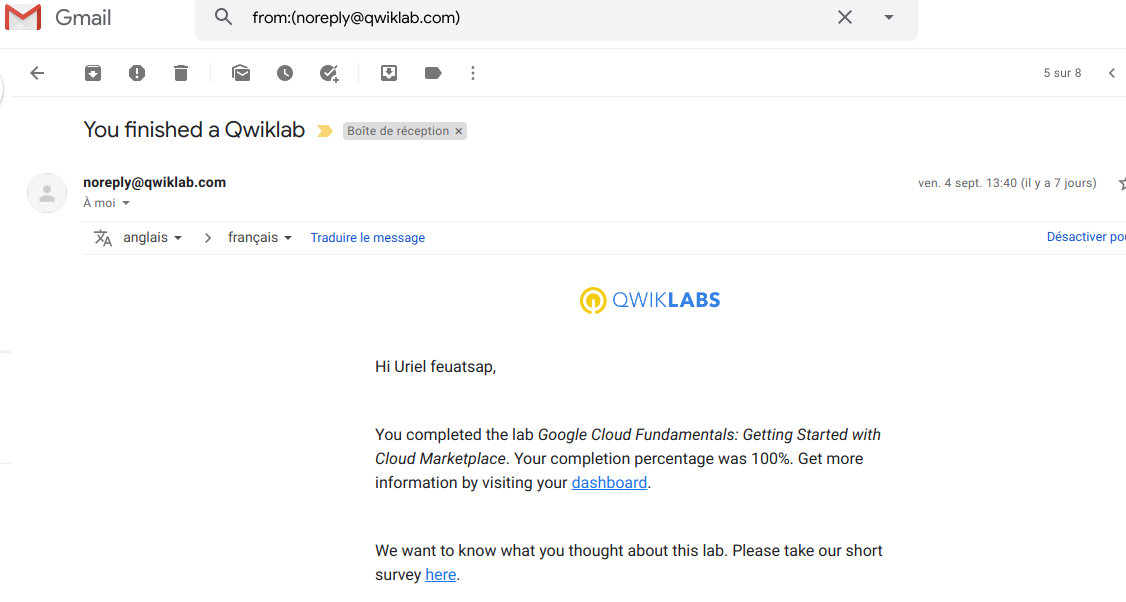 Gmail
from:(noreply@qwiklab.com)
5 sur 8
You finished a Qwiklab
Boîte de réception ×
noreply@qwiklab.com
ven. 4 sept. 13:40 (il y a 7 jours)
À moi
anglais
français
Traduire le message
Désactiver pou
QWIKLABS
Hi Uriel feuatsap,
You completed the lab Google Cloud Fundamentals: Getting Started with
Cloud Marketplace. Your completion percentage was 100%. Get more
information by visiting your dashboard.
We want to know what you thought about this lab. Please take our short
survey here.